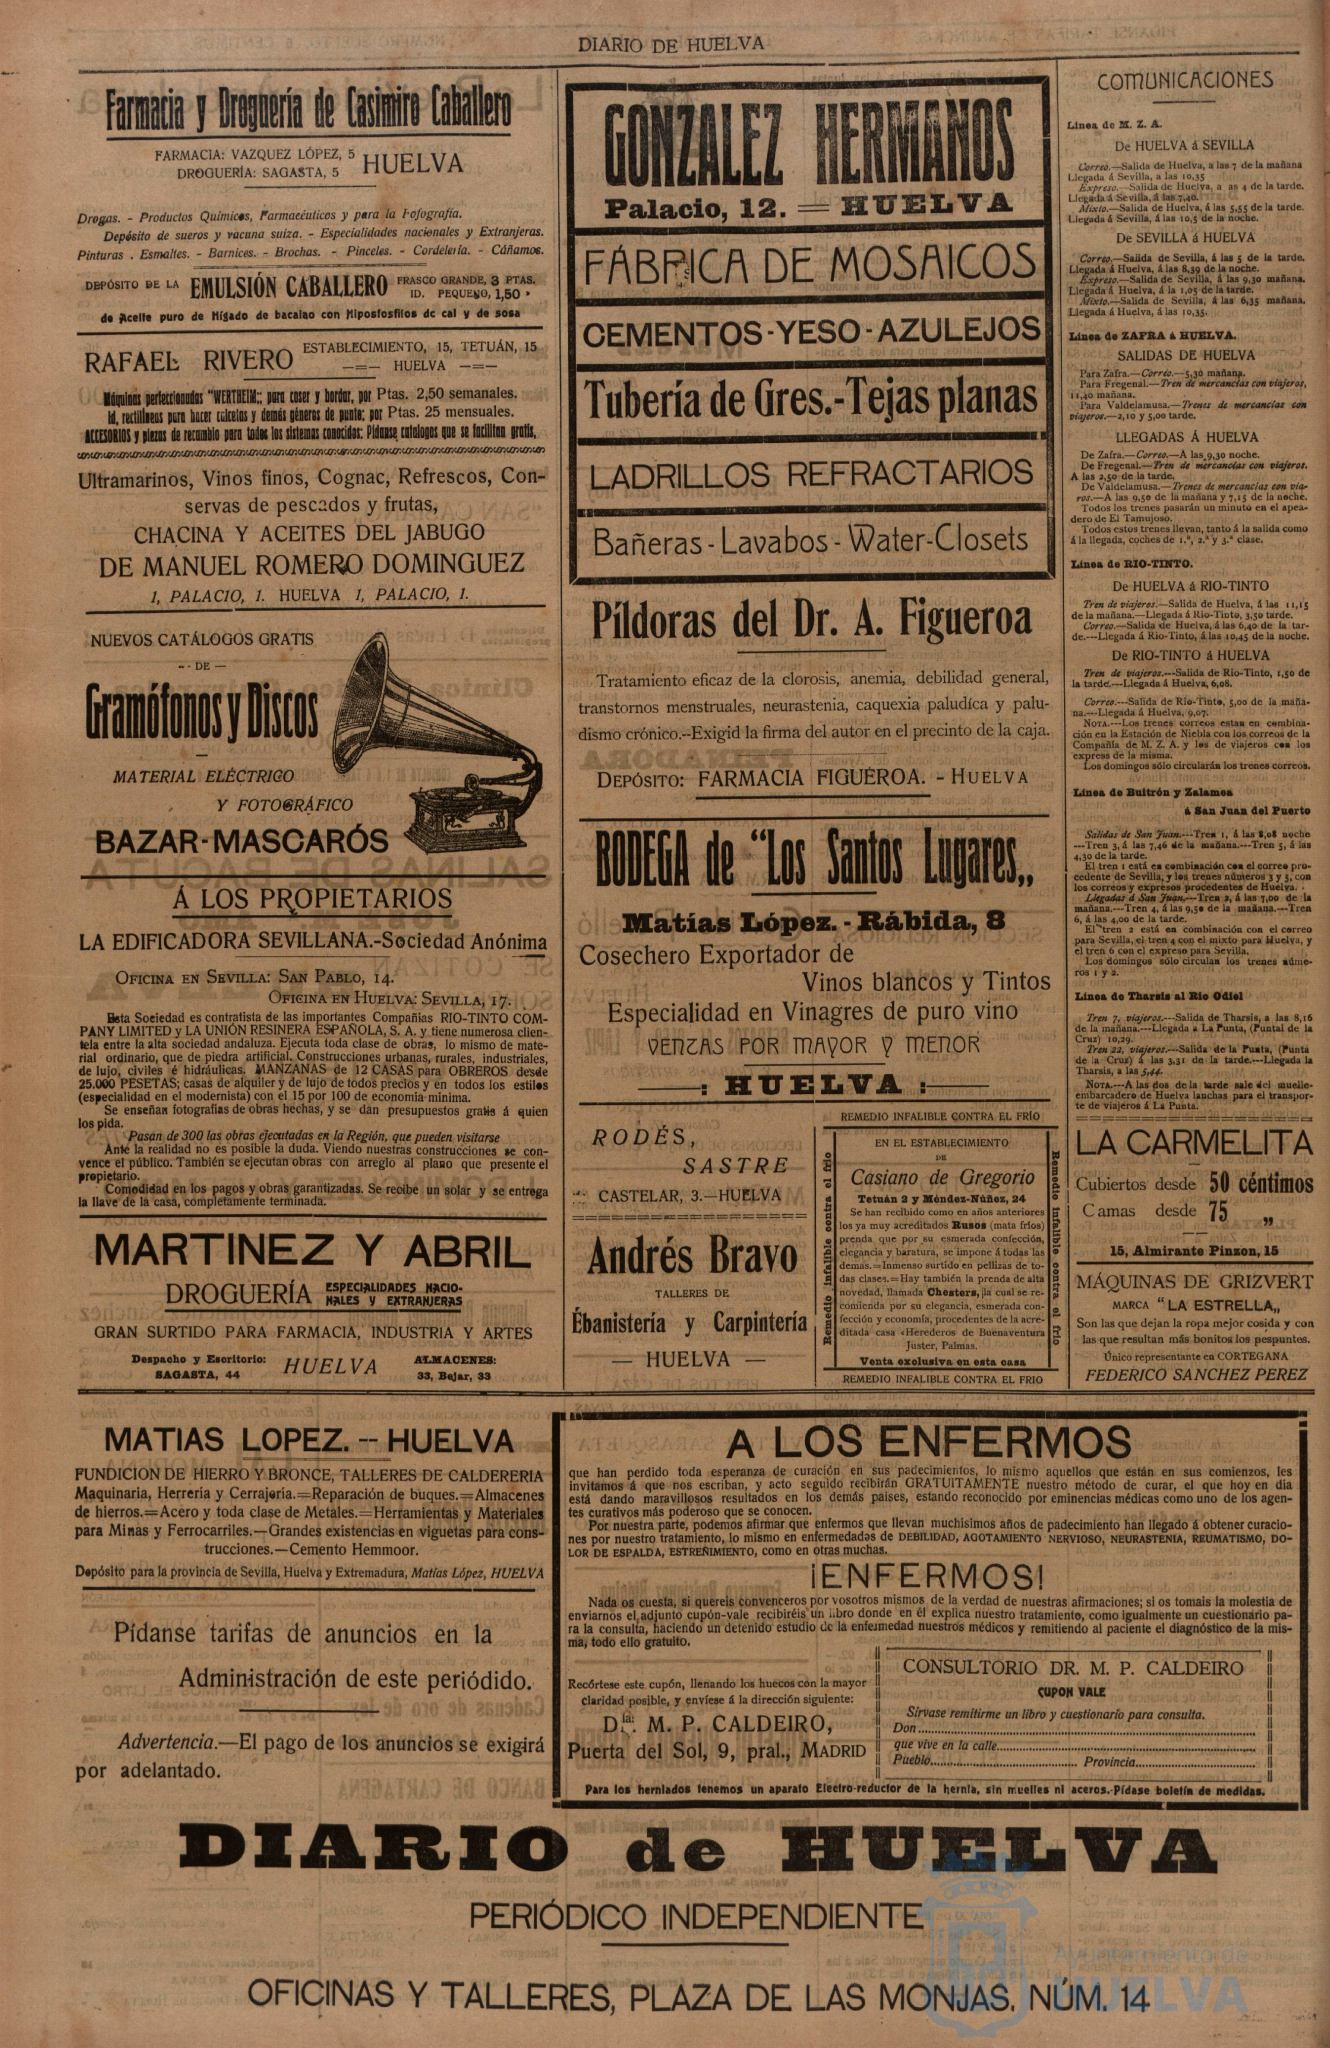 DIARIO DE HUELVA
Farmacia y Droguería de Casimiro Caballero
FARMACIA: VAZQUEZ LÓPEZ, 5
DROGUERÍA: SAGASTA, 5
HUELVA
Drogas. - Productos Químicos, Farmacéuticos y para la Fofografía.
Depósito de sueros y vacuna suiza. - Especialidades nacionales y Extranjeras.
Pinturas . Esmaltes. - Barnices. - Brochas. - Pinceles. - Cordelería. - Cáñamos.
DEPÓSITO DE LA EMULSIÓN CABALLERO FRASCO GRANDE, 3 PTAS.
ID. PEQUEÑO, 1,50 »
de Aceite puro de Hígado de bacalao con Hiposfosfitos de cal y de sosa
RAFAEL RIVERO ESTABLECIMIENTO, 15, TETUÁN, 15
—=— HUELVA —=—
Máquinas perfeccionadas "WERTHEIM„ para coser y bordar, por Ptas. 2,50 semanales.
Id. rectilíneas para hacer calcetas y demás géneros de punto; por Ptas. 25 mensuales.
ACCESORIOS y piezas de recambio para todos los sistemas conocidos: Pídanse catálogos que se facilitan gratis,
Ultramarinos, Vinos finos, Cognac, Refrescos, Con-
servas de pescados y frutas,
CHACINA Y ACEITES DEL JABUGO
DE MANUEL ROMERO DOMINGUEZ
1, PALACIO, 1. HUELVA 1, PALACIO, 1.
NUEVOS CATÁLOGOS GRATIS
-- DE —
Gramófonos y Discos
MATERIAL ELÉCTRICO
Y FOTOGRÁFICO
BAZAR-MASCARÓS
Á LOS PROPIETARIOS
LA EDIFICADORA SEVILLANA.-Sociedad Anónima
OFICINA EN SEVILLA: SAN PABLO, 14.
OFICINA EN HUELVA: SEVILLA, 17.
Esta Sociedad es contratista de las importantes Compañías RIO-TINTO COM-
PANY LIMITED y LA UNIÓN RESINERA ESPAÑOLA, S. A. y tiene numerosa clien-
tela entre la alta sociedad andaluza. Ejecuta toda clase de obras, lo mismo de mate-
rial ordinario, que de piedra artificial. Construcciones urbanas, rurales, industriales,
de lujo, civiles é hidráulicas. MANZANAS de 12 CASAS para OBREROS desde
25.000 PESETAS; casas de alquiler y de lujo de todos precios y en todos los estilos
(especialidad en el modernista) con el 15 por 100 de economía mínima.
Se enseñan fotografías de obras hechas, y se dan presupuestos gratis á quien
los pida.
Pasan de 300 las obras ejecutadas en la Región, que pueden visitarse
Ante la realidad no es posible la duda. Viendo nuestras construcciones se con-
vence el público. También se ejecutan obras con arreglo al plano que presente el
propietario.
Comodidad en los pagos y obras garantizadas. Se recibe un solar y se entrega
la llave de la casa, completamente terminada.
MARTINEZ Y ABRIL
DROGUERÍA ESPECIALIDADES NACIO-
NALES Y EXTRANJERAS
GRAN SURTIDO PARA FARMACIA, INDUSTRIA Y ARTES
Despacho y Escritorio:
SAGASTA, 44
HUELVA
ALMACENES:
33, Bejar, 33
GONZALEZ HERMANOS
Palacio, 12. = HUELVA
FÁBRICA DE MOSAICOS
CEMENTOS-YESO-AZULEJOS
Tubería de Gres.-Tejas planas
LADRILLOS REFRACTARIOS
Bañeras - Lavabos - Water-Closets
Píldoras del Dr. A. Figueroa
Tratamiento eficaz de la clorosis, anemia, debilidad general,
transtornos menstruales, neurastenia, caquexia paludíca y palu-
dismo crónico.--Exigid la firma del autor en el precinto de la caja.
DEPÓSITO: FARMACIA FIGUEROA. - HUELVA
BODEGA de "Los Santos Lugares„
Matías López. - Rábida, 8
Cosechero Exportador de
Vinos blancos y Tintos
Especialidad en Vinagres de puro vino
VENTAS POR MAYOR Y MENOR
: HUELVA :
RODÉS,
SASTRE
CASTELAR, 3.—HUELVA
Andrés Bravo
TALLERES DE
Ébanistería y Carpintería
— HUELVA —
REMEDIO INFALIBLE CONTRA EL FRÍO
Remedio infalible contra el frío
EN EL ESTABLECIMIENTO
DE
Casiano de Gregorio
Tetuán 2 y Méndez-Núñez, 24
Se han recibido como en años anteriores
los ya muy acreditados Rusos (mata fríos)
prenda que por su esmerada confección,
elegancia y baratura, se impone á todas las
demás.=Inmenso surtido en pellizas de to-
das clases.=Hay también la prenda de alta
novedad, llamada Chesters, la cual se re-
comienda por su elegancia, esmerada con-
fección y economía, procedentes de la acre-
ditada casa «Herederos de Buenaventura
Juster, Palmas.
Venta exclusiva en esta casa
Remedio infalible contra el frío
REMEDIO INFALIBLE CONTRA EL FRIO
COMUNICACIONES
Línea de M. Z. A.
De HUELVA á SEVILLA
Correo.—Salida de Huelva, a las 7 de la mañana
Llegada á Sevilla, a las 10,35
Expreso.—Salida de Huelva, a as 4 de la tarde.
Llegada á Sevilla, á las 7,40.
Mixto.—Salida de Huelva, á las 5,55 de la tarde.
Llegada á Sevilla, á las 10,5 de la noche.
De SEVILLA á HUELVA
Correo.—Salida de Sevilla, á las 5 de la tarde.
Llegada á Huelva, á las 8,39 de la noche.
Expreso.—Salida de Sevilla, á las 9,30 mañana.
Llegada á Huelva, á la 1,05 de la tarde.
Mixto.—Salida de Sevilla, á las 6,35 mañana.
Llegada á Huelva, á las 10,35.
Línea de ZAFRA á HUELVA.
SALIDAS DE HUELVA
Para Zafra.—Correo.—5,30 mañana.
Para Fregenal.—Tren de mercancías con viajeros,
11,40 mañana.
Para Valdelamusa.—Trenes de mercancías con
viajeros.—2,10 y 5,00 tarde.
LLEGADAS Á HUELVA
De Zafra.—Correo.—A las 9,30 noche.
De Fregenal.—Tren de mercancías con viajeros.
A las 2,50 de la tarde.
De Valdelamusa.—Trenes de mercancías con via-
jeros.—A las 9,50 de la mañana y 7,15 de la noche.
Todos los trenes pasarán un minuto en el apea-
dero de El Tamujoso.
Todos estos trenes llevan, tanto á la salida como
á la llegada, coches de 1.ª, 2.ª y 3.ª clase.
Línea de RIO-TINTO.
De HUELVA á RIO-TINTO
Tren de viajeros.—Salida de Huelva, á las 11,15
de la mañana.—Llegada á Rio-Tinto, 3,50 tarde.
Correo.—Salida de Huelva, á las 6,40 de la tar-
de.—Llegada á Rio-Tinto, á las 10,45 de la noche.
De RIO-TINTO á HUELVA
Tren de viajeros.---Salida de Rio-Tinto, 1,50 de
la tarde.—Llegada á Huelva, 6,08.
Correo.—Salida de Río-Tinto, 5,00 de la maña-
na.—Llegada á Huelva, 9,07.
NOTA.---Los trenes correos estan en combina-
ción en la Estación de Niebla con los correos de la
Compañía de M. Z. A. y los de viajeros con los
express de la misma.
Los domingos sólo circularán los trenes correos.
Línea de Buitrón y Zalamea
á San Juan del Puerto
Salidas de San Juan.---Tren 1, á las 8,08 noche
---Tren 3, á las 7,46 de la mañana.---Tren 5, á las
4,30 de la tarde.
El tren 1 está en combinación con el correo pro-
cedente de Sevilla, y los trenes números 3 y 5, con
los correos y expresos procedentes de Huelva.
Llegadas á San Juan.---Tren 2, á las 7,00 de la
mañana.---Tren 4, á las 9,50 de la mañana.---Tren
6, á las 4,00 de la tarde.
El tren 2 está en combinación con el correo
para Sevilla, el tren 4 con el mixto para Huelva, y
el tren 6 con el expreso para Sevilla.
Los domingos sólo circulan los trenes núme-
ros 1 y 2.
Línea de Tharsis al Río Odiel
Tren 7, viajeros.---Salida de Tharsis, a las 8,16
de la mañana.---Llegada a La Punta, (Puntal de la
Cruz) 10,29.
Tren 22, viajeros.---Salida de la Punta, (Punta
de la Cruz) á las 3,31 de la tarde.---Llegada la
Tharsis, a las 5,44.
NOTA.---A las dos de la tarde sale del muelle-
embarcadero de Huelva lanchas para el transpor-
te de viajeros á La Punta.
LA CARMELITA
Cubiertos desde 50 céntimos
Camas desde 75 „
15, Almirante Pinzon, 15
MÁQUINAS DE GRIZVERT
MARCA "LA ESTRELLA„
Son las que dejan la ropa mejor cosida y con
las que resultan más bonitos los pespuntes.
Único representante en CORTEGANA
FEDERICO SANCHEZ PEREZ
MATIAS LOPEZ. -- HUELVA
FUNDICION DE HIERRO Y BRONCE, TALLERES DE CALDERERIA
Maquinaria, Herrería y Cerrajería.=Reparación de buques.=Almacenes
de hierros.=Acero y toda clase de Metales.=Herramientas y Materiales
para Minas y Ferrocarriles.—Grandes existencias en viguetas para cons-
trucciones.—Cemento Hemmoor.
Depósito para la provincia de Sevilla, Huelva y Extremadura, Matías López, HUELVA
Pídanse tarifas de anuncios en la
Administración de este periódido.
Advertencia.—El pago de los anuncios se exigirá
por adelantado.
A LOS ENFERMOS
que han perdido toda esperanza de curación en sus padecimientos, lo mismo aquellos que están en sus comienzos, les
invitamos á que nos escriban, y acto seguido recibirán GRATUITAMENTE nuestro método de curar, el que hoy en día
está dando maravillosos resultados en los demás países, estando reconocido por eminencias médicas como uno de los agen-
tes curativos más poderoso que se conocen.
Por nuestra parte, podemos afirmar que enfermos que llevan muchísimos años de padecimiento han llegado á obtener curacio-
nes por nuestro tratamiento, lo mismo en enfermedades de DEBILIDAD, AGOTAMIENTO NERVIOSO, NEURASTENIA, REUMATISMO, DO-
LOR DE ESPALDA, ESTREÑIMIENTO, como en otras muchas.
¡ENFERMOS!
Nada os cuesta, si quereis convenceros por vosotros mismos de la verdad de nuestras afirmaciones; si os tomais la molestia de
enviarnos el adjunto cupón-vale recibiréis un libro donde en él explica nuestro tratamiento, como igualmente un cuestionario pa-
ra la consulta, haciendo un detenido estudio de la enfermedad nuestros médicos y remitiendo al paciente el diagnóstico de la mis-
ma, todo ello gratuito.
Recórtese este cupón, llenando los huecos con la mayor
claridad posible, y envíese á la dirección siguiente:
D.ª: M. P. CALDEIRO,
Puerta del Sol, 9, pral., MADRID
CONSULTORIO DR. M. P. CALDEIRO
CUPON VALE
Sírvase remitirme un libro y cuestionario para consulta.
Don
que vive en la calle
Pueblo Provincia
Para los herniados tenemos un aparato Electro-reductor de la hernia, sin muelles ni aceros.-Pídase boletín de medidas.
DIARIO de HUELVA
PERIÓDICO INDEPENDIENTE
OFICINAS Y TALLERES, PLAZA DE LAS MONJAS, NÚM. 14
Ayuntamiento de
HUELVA